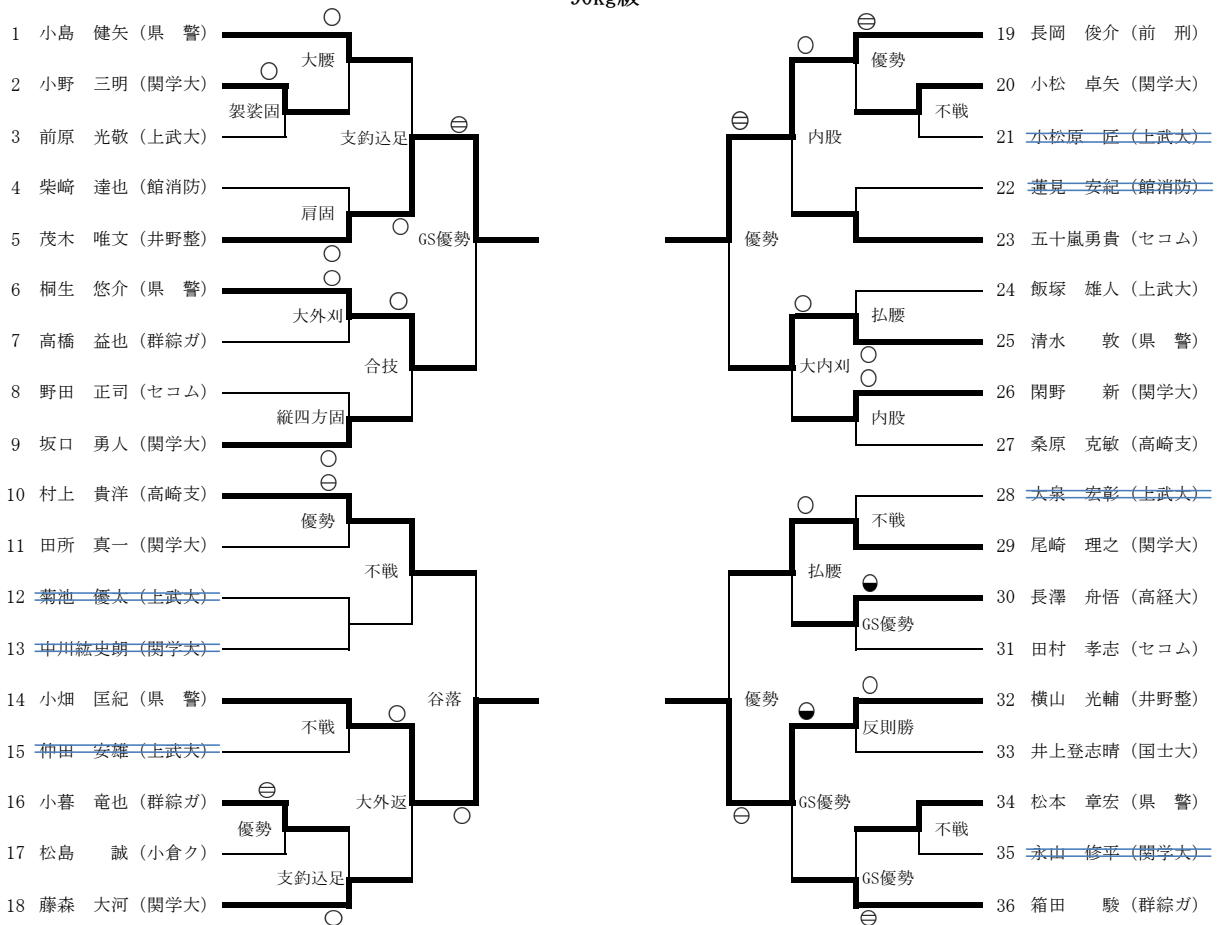 90kg級
1 小島 健矢（県 警）
大腰
2 小野 三明（関学大）
袈裟固
3 前原 光敬（上武大）
支釣込足
4 柴﨑 達也（館消防）
肩固
5 茂木 唯文（井野整）
GS優勢
6 桐生 悠介（県 警）
大外刈
7 高橋 益也（群綜ガ）
合技
8 野田 正司（セコム）
縦四方固
9 坂口 勇人（関学大）
10 村上 貴洋（高崎支）
優勢
11 田所 真一（関学大）
不戦
12 菊池 優太（上武大）
13 中川紘史朗（関学大）
14 小畑 匡紀（県 警）
谷落
不戦
15 仲田 安雄（上武大）
16 小暮 竜也（群綜ガ）
大外返
優勢
17 松島 誠（小倉ク）
支釣込足
18 藤森 大河（関学大）
19 長岡 俊介（前 刑）
優勢
20 小松 卓矢（関学大）
不戦
21 小松原 匠（上武大）
内股
22 蓮見 安紀（館消防）
23 五十嵐勇貴（セコム）
優勢
24 飯塚 雄人（上武大）
払腰
25 清水 敦（県 警）
大内刈
26 閑野 新（関学大）
内股
27 桑原 克敏（高崎支）
28 大泉 宏彰（上武大）
不戦
29 尾崎 理之（関学大）
払腰
30 長澤 舟悟（高経大）
GS優勢
31 田村 孝志（セコム）
32 横山 光輔（井野整）
優勢
反則勝
33 井上登志晴（国士大）
34 松本 章宏（県 警）
GS優勢
不戦
35 永山 修平（関学大）
GS優勢
36 箱田 駿（群綜ガ）